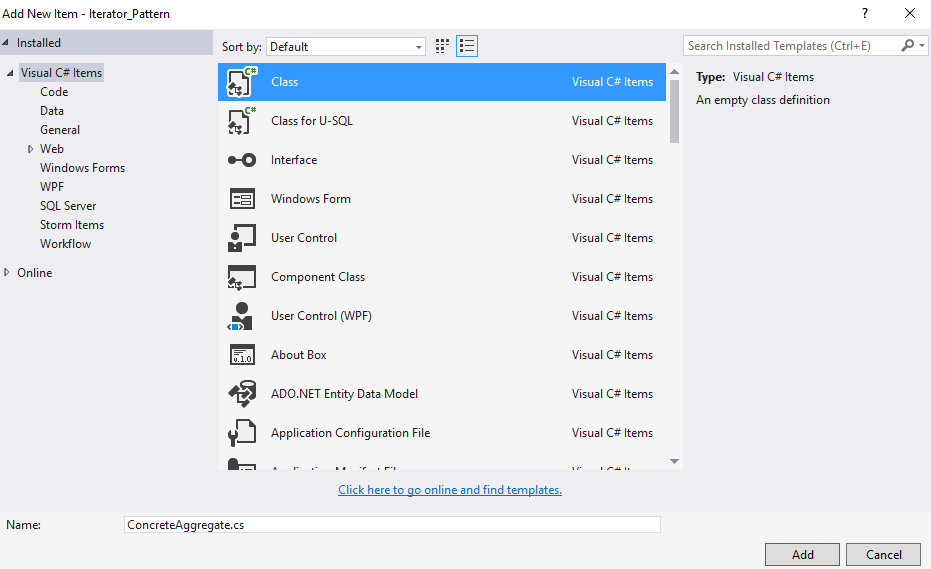 Add New Item - Iterator_Pattern
?
Installed
Sort by: Default
Search Installed Templates (Ctrl+E)
Visual C# Items
Code
Data
General
Web
Windows Forms
WPF
SQL Server
Storm Items
Workflow
Online
C# Class Visual C# Items
C# Class for U-SQL Visual C# Items
Interface Visual C# Items
Windows Form Visual C# Items
User Control Visual C# Items
Component Class Visual C# Items
User Control (WPF) Visual C# Items
v.1.0 About Box Visual C# Items
ADO.NET Entity Data Model Visual C# Items
Application Configuration File Visual C# Items
Type: Visual C# Items
An empty class definition
Click here to go online and find templates.
Name: ConcreteAggregate.cs
Add Cancel